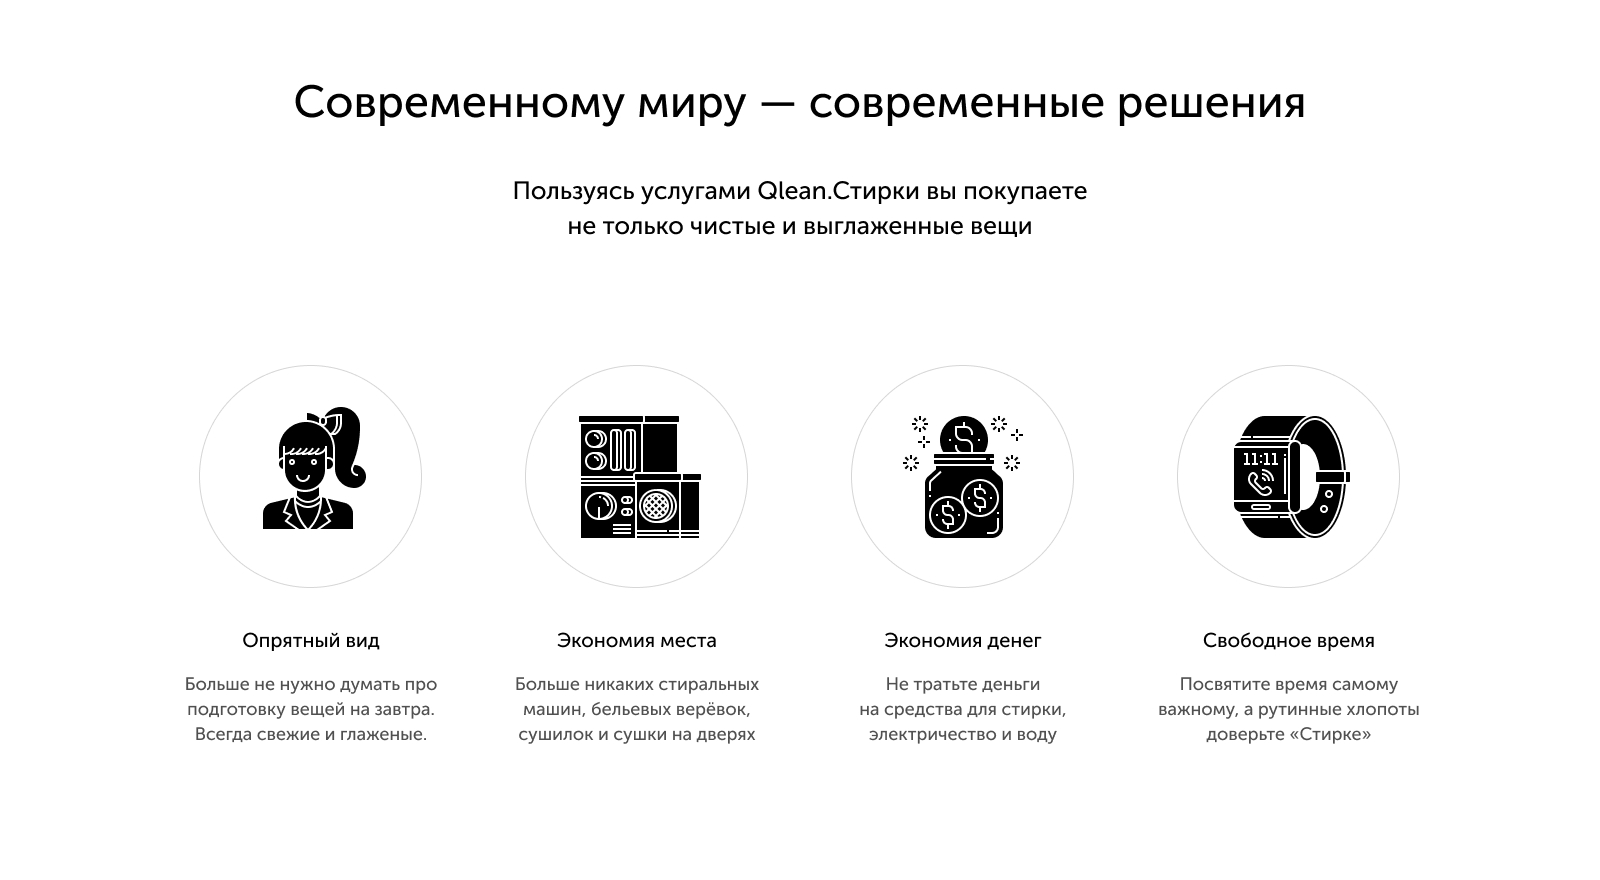 Современному миру — современные решения
Пользуясь услугами Qlean.Стирки вы покупаете
не только чистые и выглаженные вещи
11:11
Опрятный вид
Больше не нужно думать про
подготовку вещей на завтра.
Всегда свежие и глаженые.
Экономия места
Больше никаких стиральных
машин, бельевых верёвок,
сушилок и сушки на дверях
Экономия денег
Не тратьте деньги
на средства для стирки,
электричество и воду
Свободное время
Посвятите время самому
важному, а рутинные хлопоты
доверьте «Стирке»